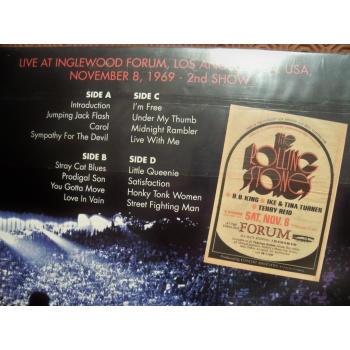 LIVE AT INGLEWOOD FORUM, LOS USA,
NOVEMBER 8, 1969 - 2nd SHOW
SIDE A
Introduction
Jumping Jack Flash
Carol
Sympathy For The Devil
SIDE B
Stray Cat Blues
Prodigal Son
You Gotta Move
Love In Vain
SIDE C
I'm Free
Under My Thumb
Midnight Rambler
Live With Me
SIDE D
Little Queenie
Satisfaction
Honky Tonk Women
Street Fighting Man
THE
ROLLING
STONES
B.B. KING • IKE & TINA TURNER
TERRY REID
SAT. NOV. 8
FORUM